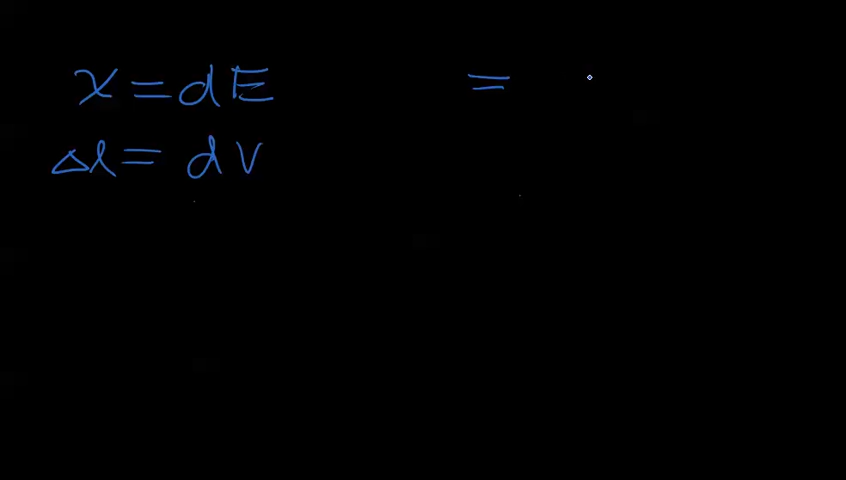 x = dE =
Δl = dV